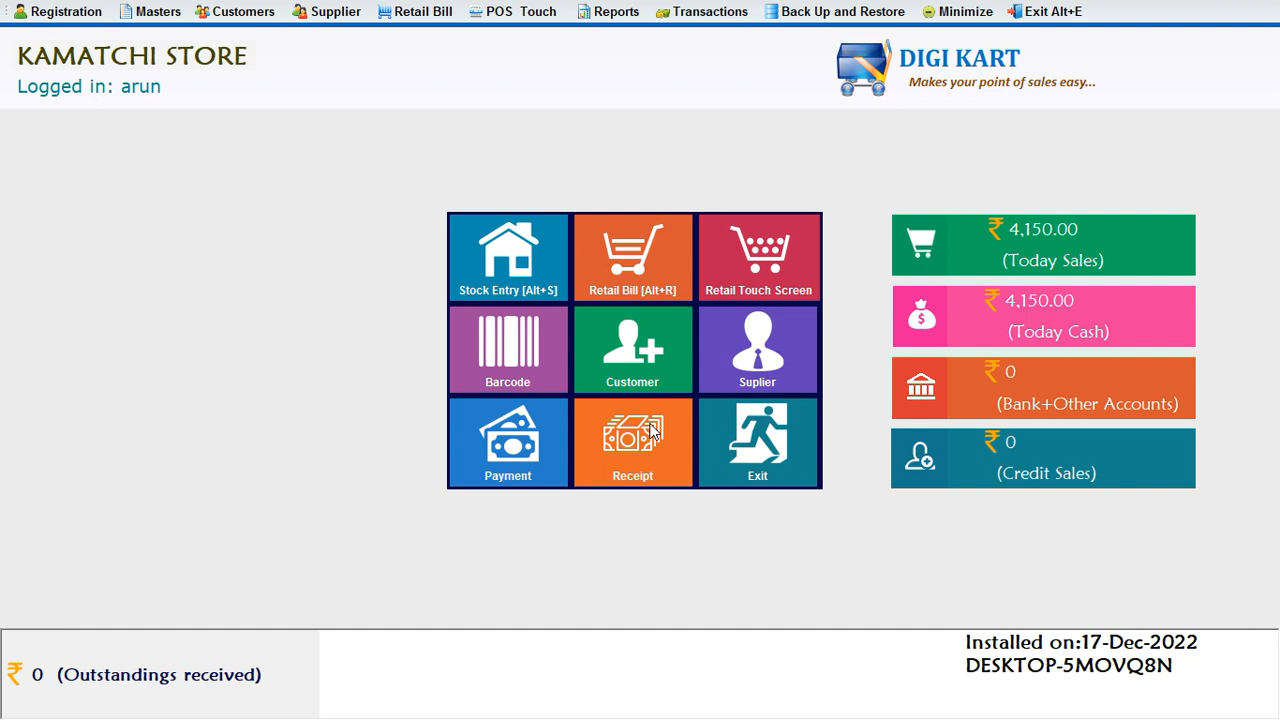 Registration Masters Customers Supplier Retail Bill POS Touch Reports Transactions Back Up and Restore Minimize Exit Alt+E
KAMATCHI STORE
Logged in: arun
DIGI KART
Makes your point of sales easy...
Stock Entry [Alt+S] Retail Bill [Alt+R] Retail Touch Screen
Barcode Customer Suplier
Payment Receipt Exit
₹ 4,150.00
(Today Sales)
₹ 4,150.00
(Today Cash)
₹ 0
(Bank+Other Accounts)
₹ 0
(Credit Sales)
₹ 0 (Outstandings received)
Installed on:17-Dec-2022
DESKTOP-5MOVQ8N